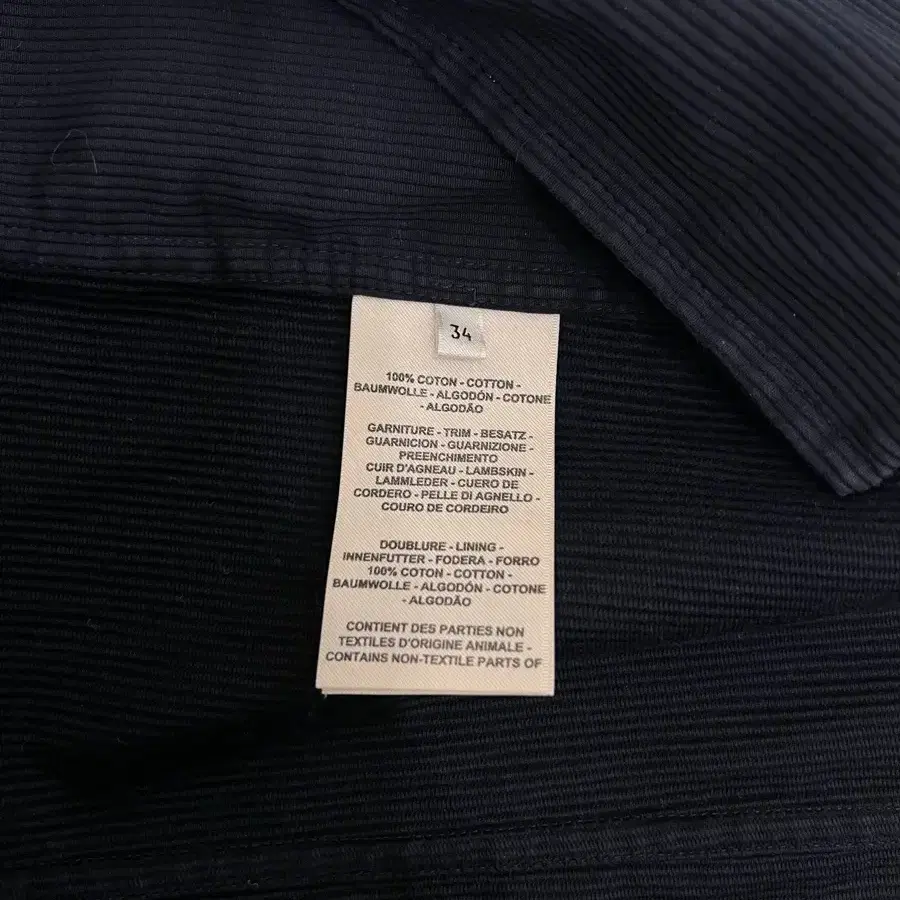 34
100% COTON - COTTON -
BAUMWOLLE - ALGODÓN - COTONE
- ALGODÃO
GARNITURE - TRIM - BESATZ -
GUARNICION - GUARNIZIONE -
PREENCHIMENTO
CUIR D'AGNEAU - LAMBSKIN -
LAMMLEDER - CUERO DE
CORDERO - PELLE DI AGNELLO -
COURO DE CORDEIRO
DOUBLURE - LINING -
INNENFUTTER - FODERA - FORRO
100% COTON - COTTON -
BAUMWOLLE - ALGODÓN - COTONE
- ALGODÃO
CONTIENT DES PARTIES NON
TEXTILES D'ORIGINE ANIMALE -
CONTAINS NON-TEXTILE PARTS OF